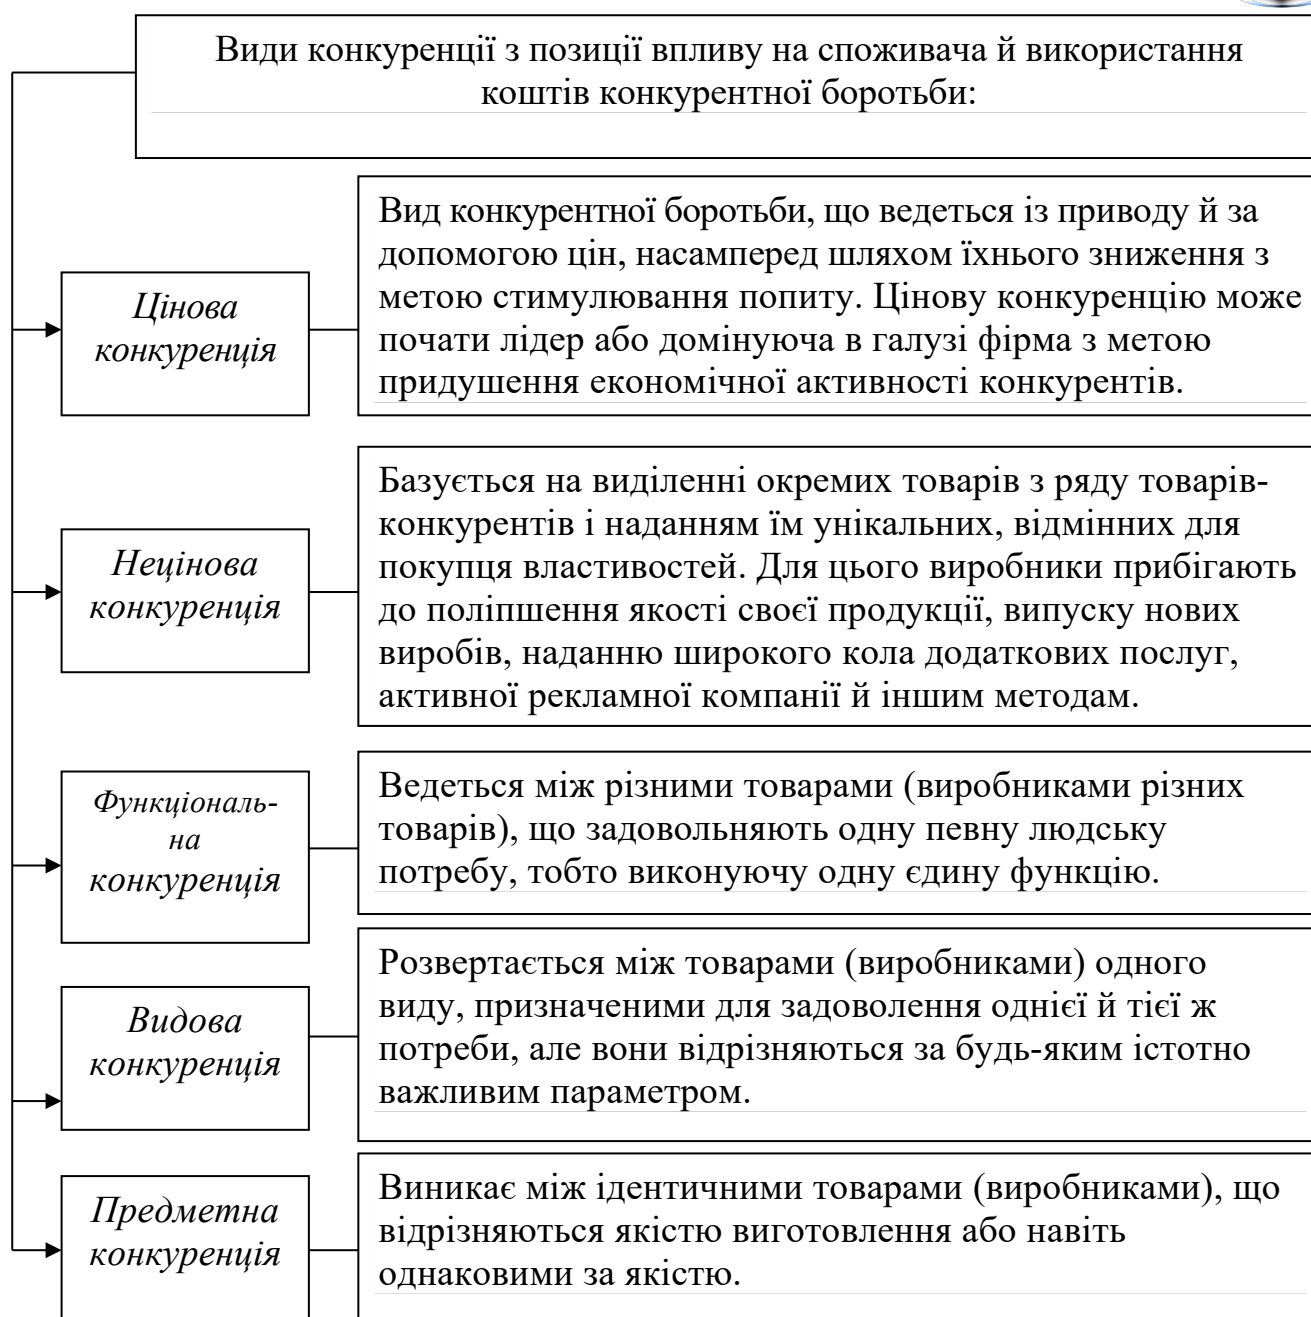 Види конкуренції з позиції впливу на споживача й використання
коштів конкурентної боротьби:
Цінова
конкуренція
Вид конкурентної боротьби, що ведеться із приводу й за
допомогою цін, насамперед шляхом їхнього зниження з
метою стимулювання попиту. Цінову конкуренцію може
почати лідер або домінуюча в галузі фірма з метою
придушення економічної активності конкурентів.
Нецінова
конкуренція
Базується на виділенні окремих товарів з ряду товарів-
конкурентів і наданням їм унікальних, відмінних для
покупця властивостей. Для цього виробники прибігають
до поліпшення якості своєї продукції, випуску нових
виробів, наданню широкого кола додаткових послуг,
активної рекламної компанії й іншим методам.
Функціональ-
на
конкуренція
Ведеться між різними товарами (виробниками різних
товарів), що задовольняють одну певну людську
потребу, тобто виконуючу одну єдину функцію.
Видова
конкуренція
Розвертається між товарами (виробниками) одного
виду, призначеними для задоволення однієї й тієї ж
потреби, але вони відрізняються за будь-яким істотно
важливим параметром.
Предметна
конкуренція
Виникає між ідентичними товарами (виробниками), що
відрізняються якістю виготовлення або навіть
однаковими за якістю.